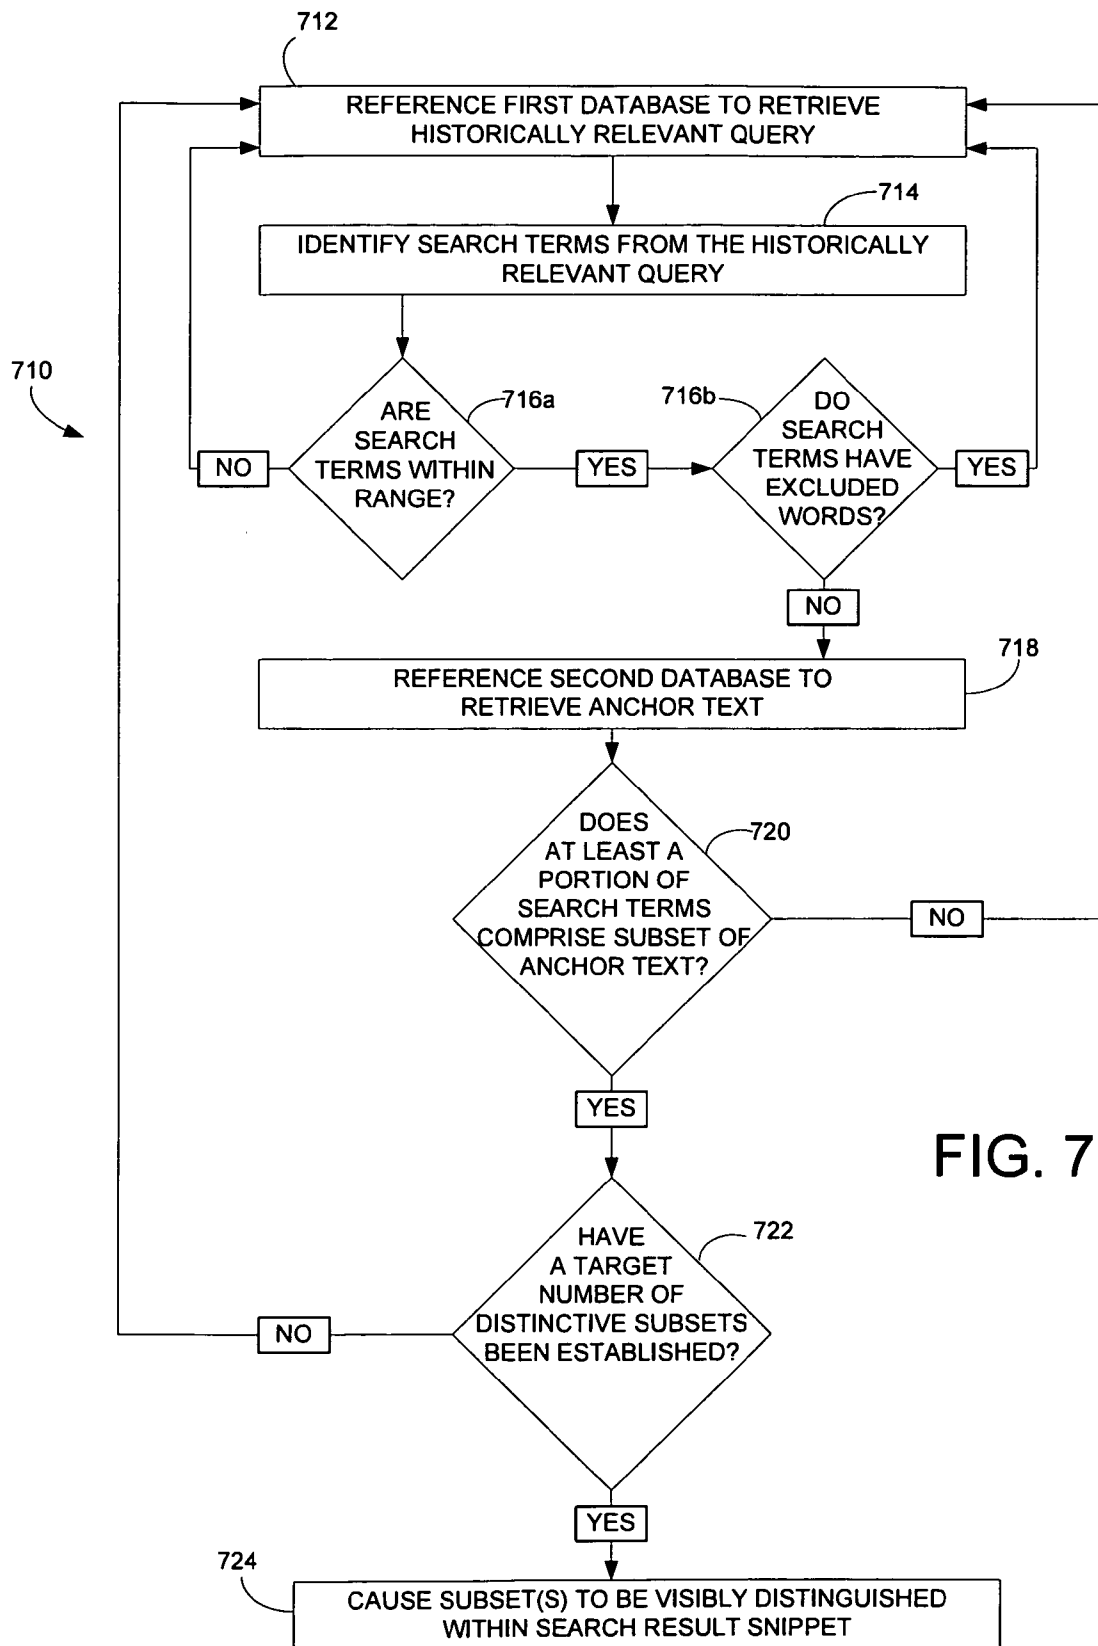 712
REFERENCE FIRST DATABASE TO RETRIEVE
HISTORICALLY RELEVANT QUERY
714
IDENTIFY SEARCH TERMS FROM THE HISTORICALLY
RELEVANT QUERY
710
716a
ARE
SEARCH
TERMS WITHIN
RANGE?
NO
YES
716b
DO
SEARCH
TERMS HAVE
EXCLUDED
WORDS?
YES
NO
718
REFERENCE SECOND DATABASE TO
RETRIEVE ANCHOR TEXT
720
DOES
AT LEAST A
PORTION OF
SEARCH TERMS
COMPRISE SUBSET OF
ANCHOR TEXT?
NO
YES
FIG. 7
722
HAVE
A TARGET
NUMBER OF
DISTINCTIVE SUBSETS
BEEN ESTABLISHED?
NO
YES
724
CAUSE SUBSET(S) TO BE VISIBLY DISTINGUISHED
WITHIN SEARCH RESULT SNIPPET